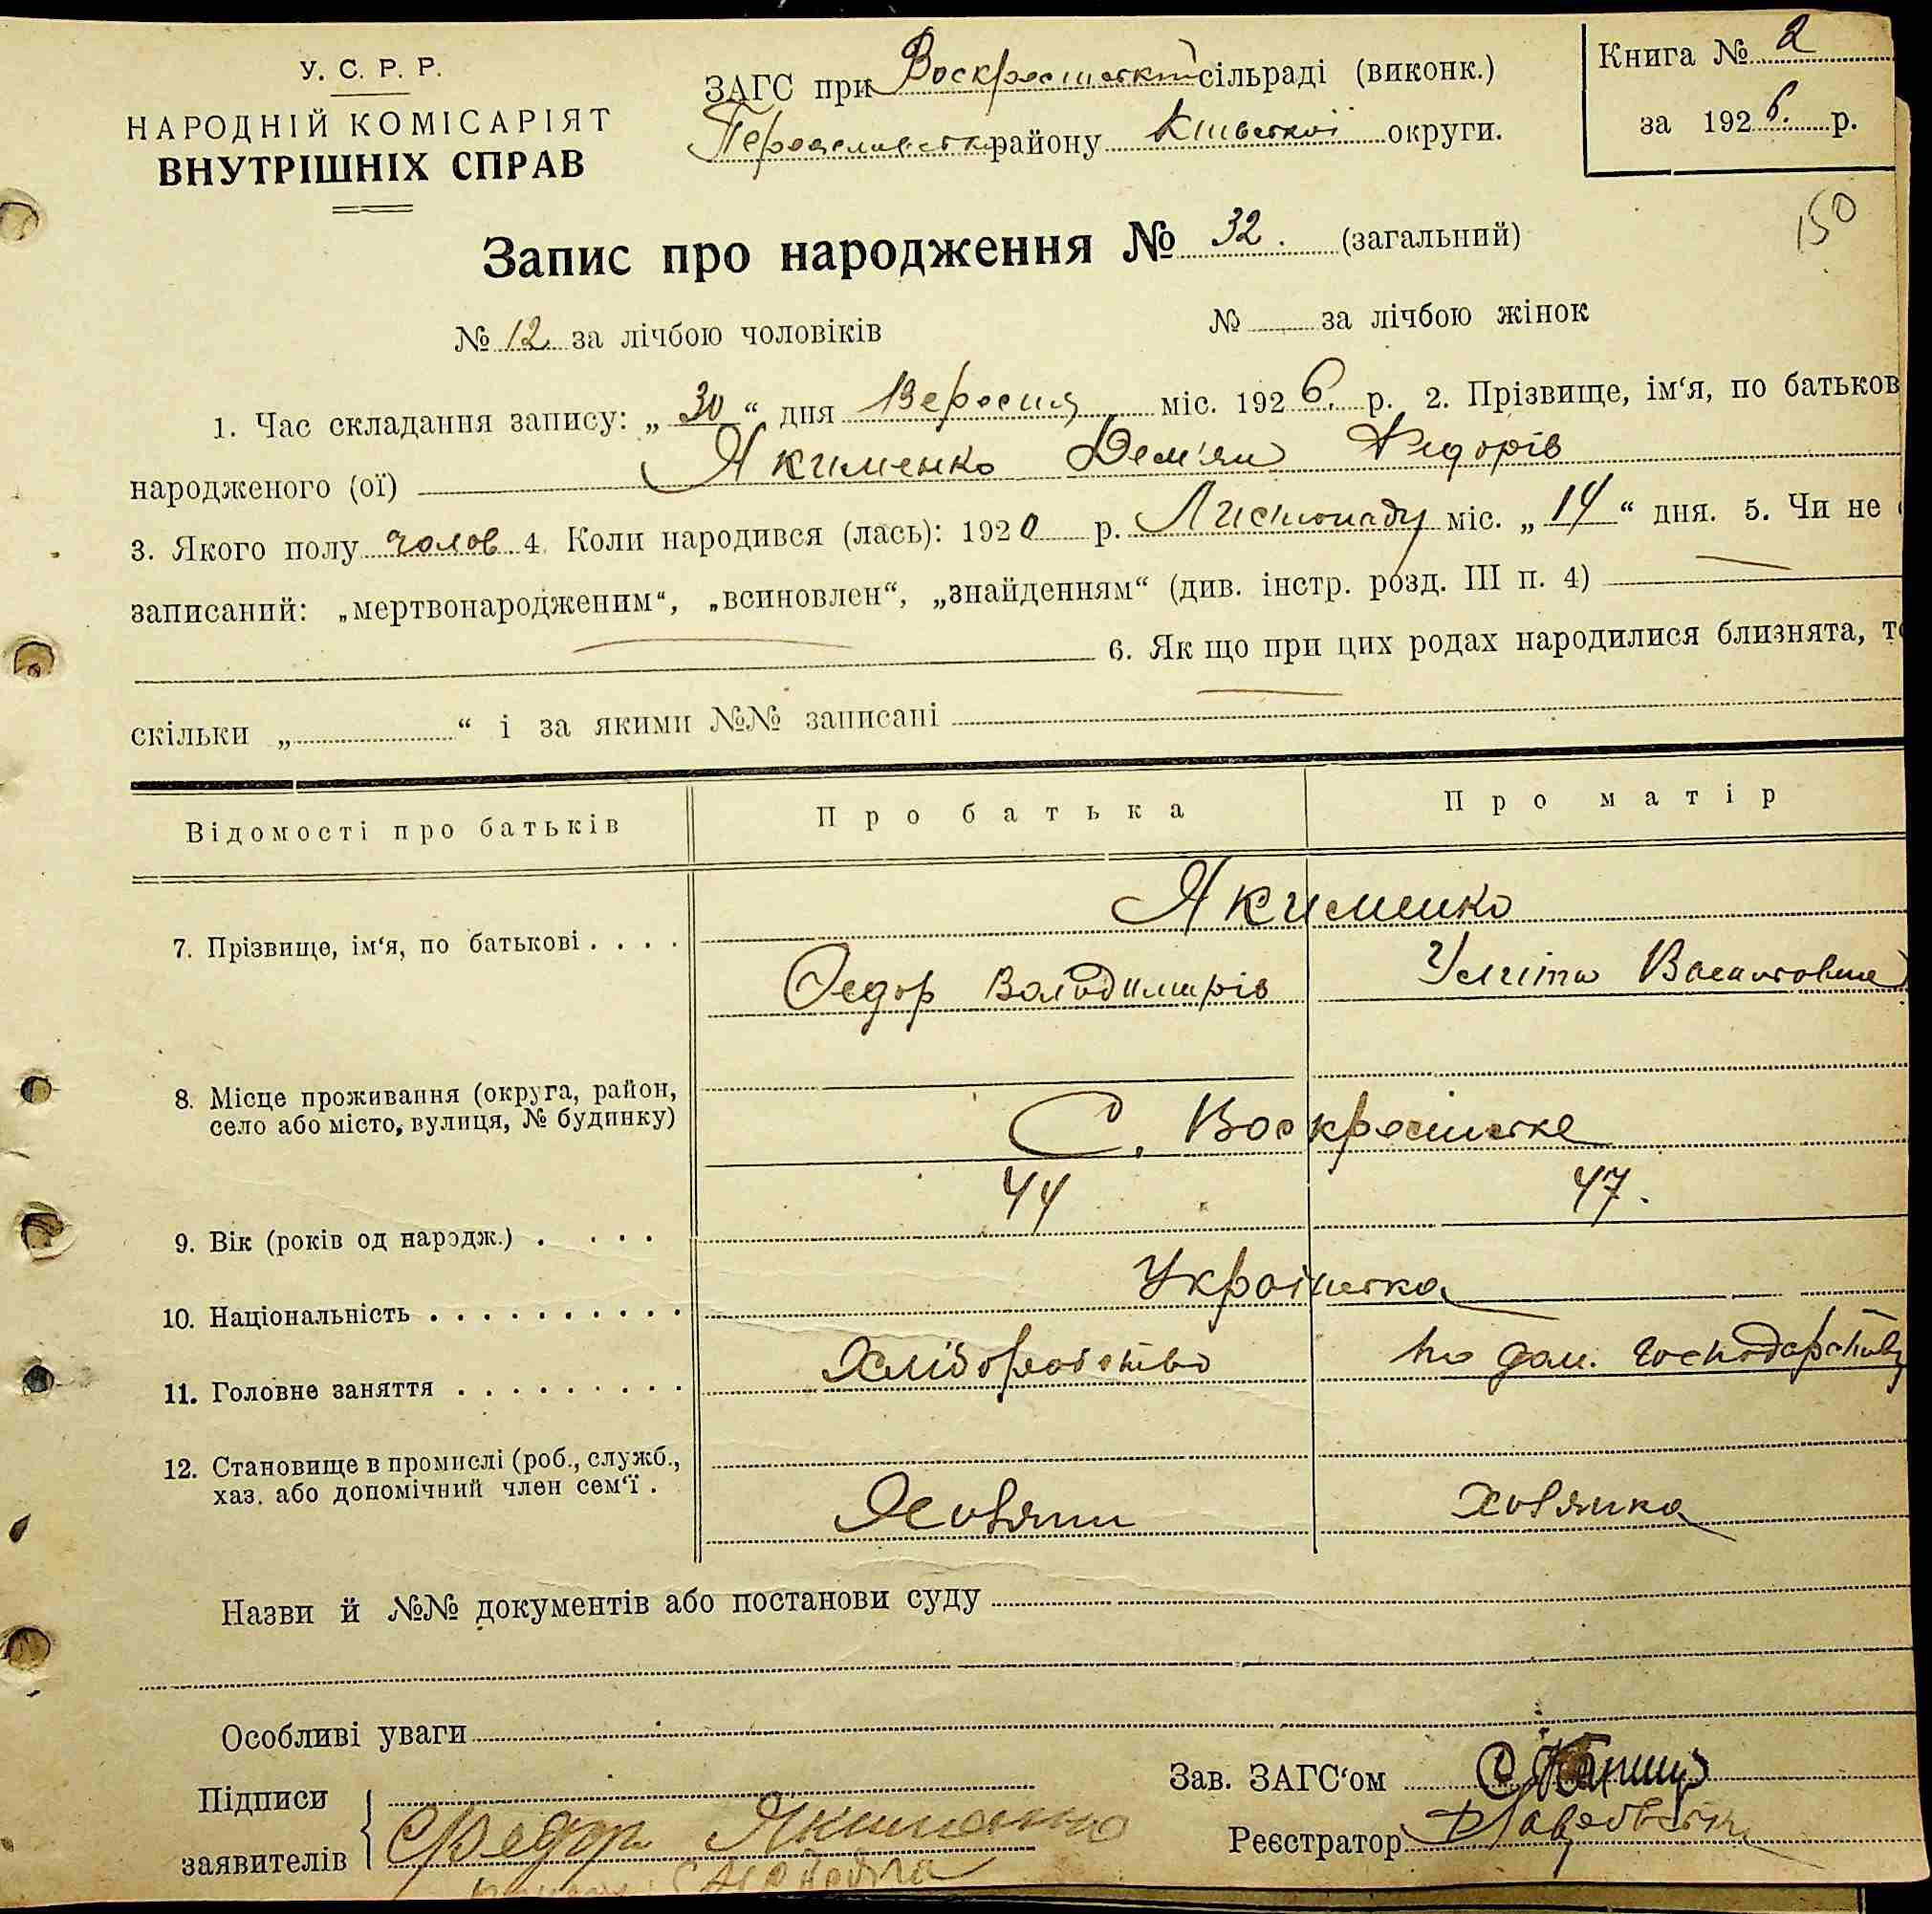 У. С. Р. Р.
НАРОДНІЙ КОМІСАРІЯТ
ВНУТРІШНІХ СПРАВ
ЗАГС при Воскресенській сільраді (виконк.)
Переяславськ району Київської округи.
Книга № 2
за 1926. р.
150
Запис про народження № 32. (загальний)
№ 12 за лічбою чоловіків № за лічбою жінок
1. Час складання запису: „30“ дня Вересня міс. 1926. р. 2. Прізвище, ім‘я, по батьков
народженого (ої) Якименко Дем'ян Федорів
3. Якого полу чолов 4. Коли народився (лась): 1920 р. Листопаду міс. „14“ дня. 5. Чи не
записаний: „мертвонародженим“, „всиновлен“, „знайденням“ (див. інстр. розд. III п. 4)
6. Як що при цих родах народилися близнята, то
скільки „ “ і за якими №№ записані
Відомості про батьків Про батька Про матір
Якименко
7. Прізвище, ім‘я, по батькові . . . .
Федор Володимирів Улита Василовна
8. Місце проживання (округа, район,
село або місто, вулиця, № будинку)
С. Воскресенське
44 47.
9. Вік (років од народж.) . . . .
Українська
10. Національність . . . . . . . . . .
Хліборобство по дом. господарству
11. Головне заняття . . . . . . . . .
12. Становище в промислі (роб., служб.,
хаз. або допомічний член сем‘ї .
Хозяин хозяйка
Назви й №№ документів або постанови суду
Особливі уваги
Підписи
заявителів
Федор Якименко
Зав. ЗАГС‘ом
Реєстратор